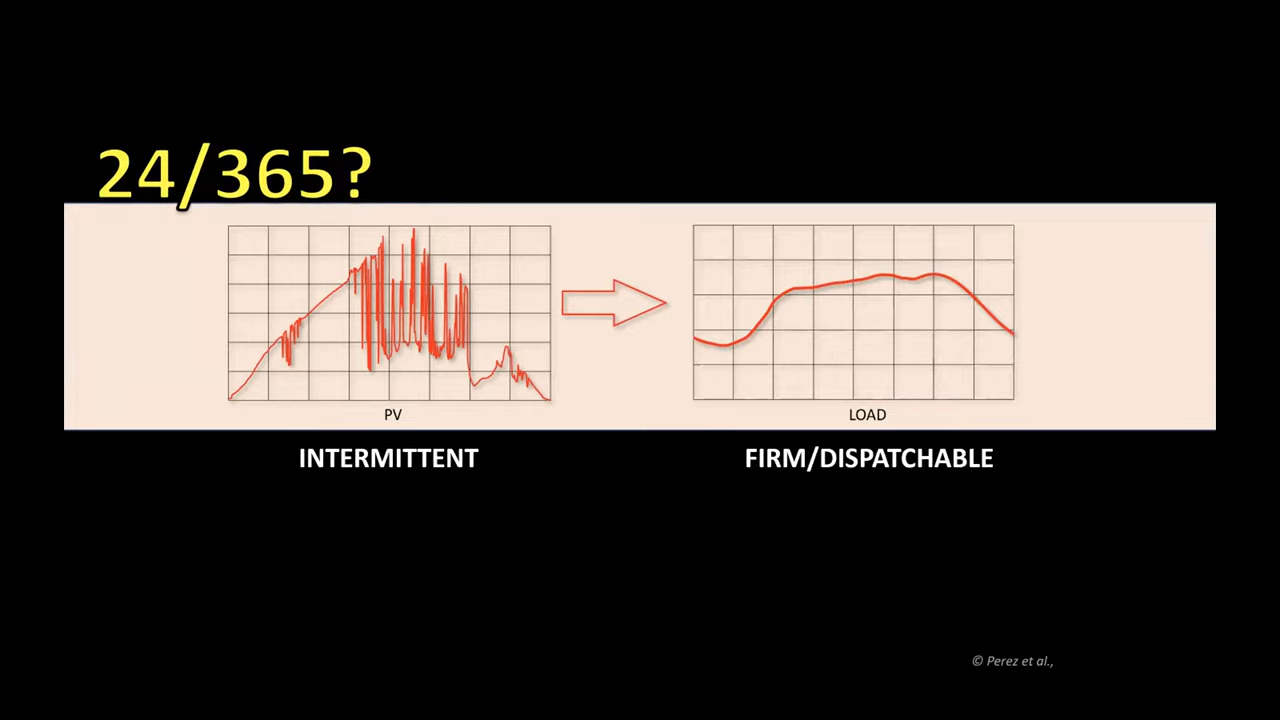 24/365?
PV
LOAD
INTERMITTENT
FIRM/DISPATCHABLE
© Perez et al.,